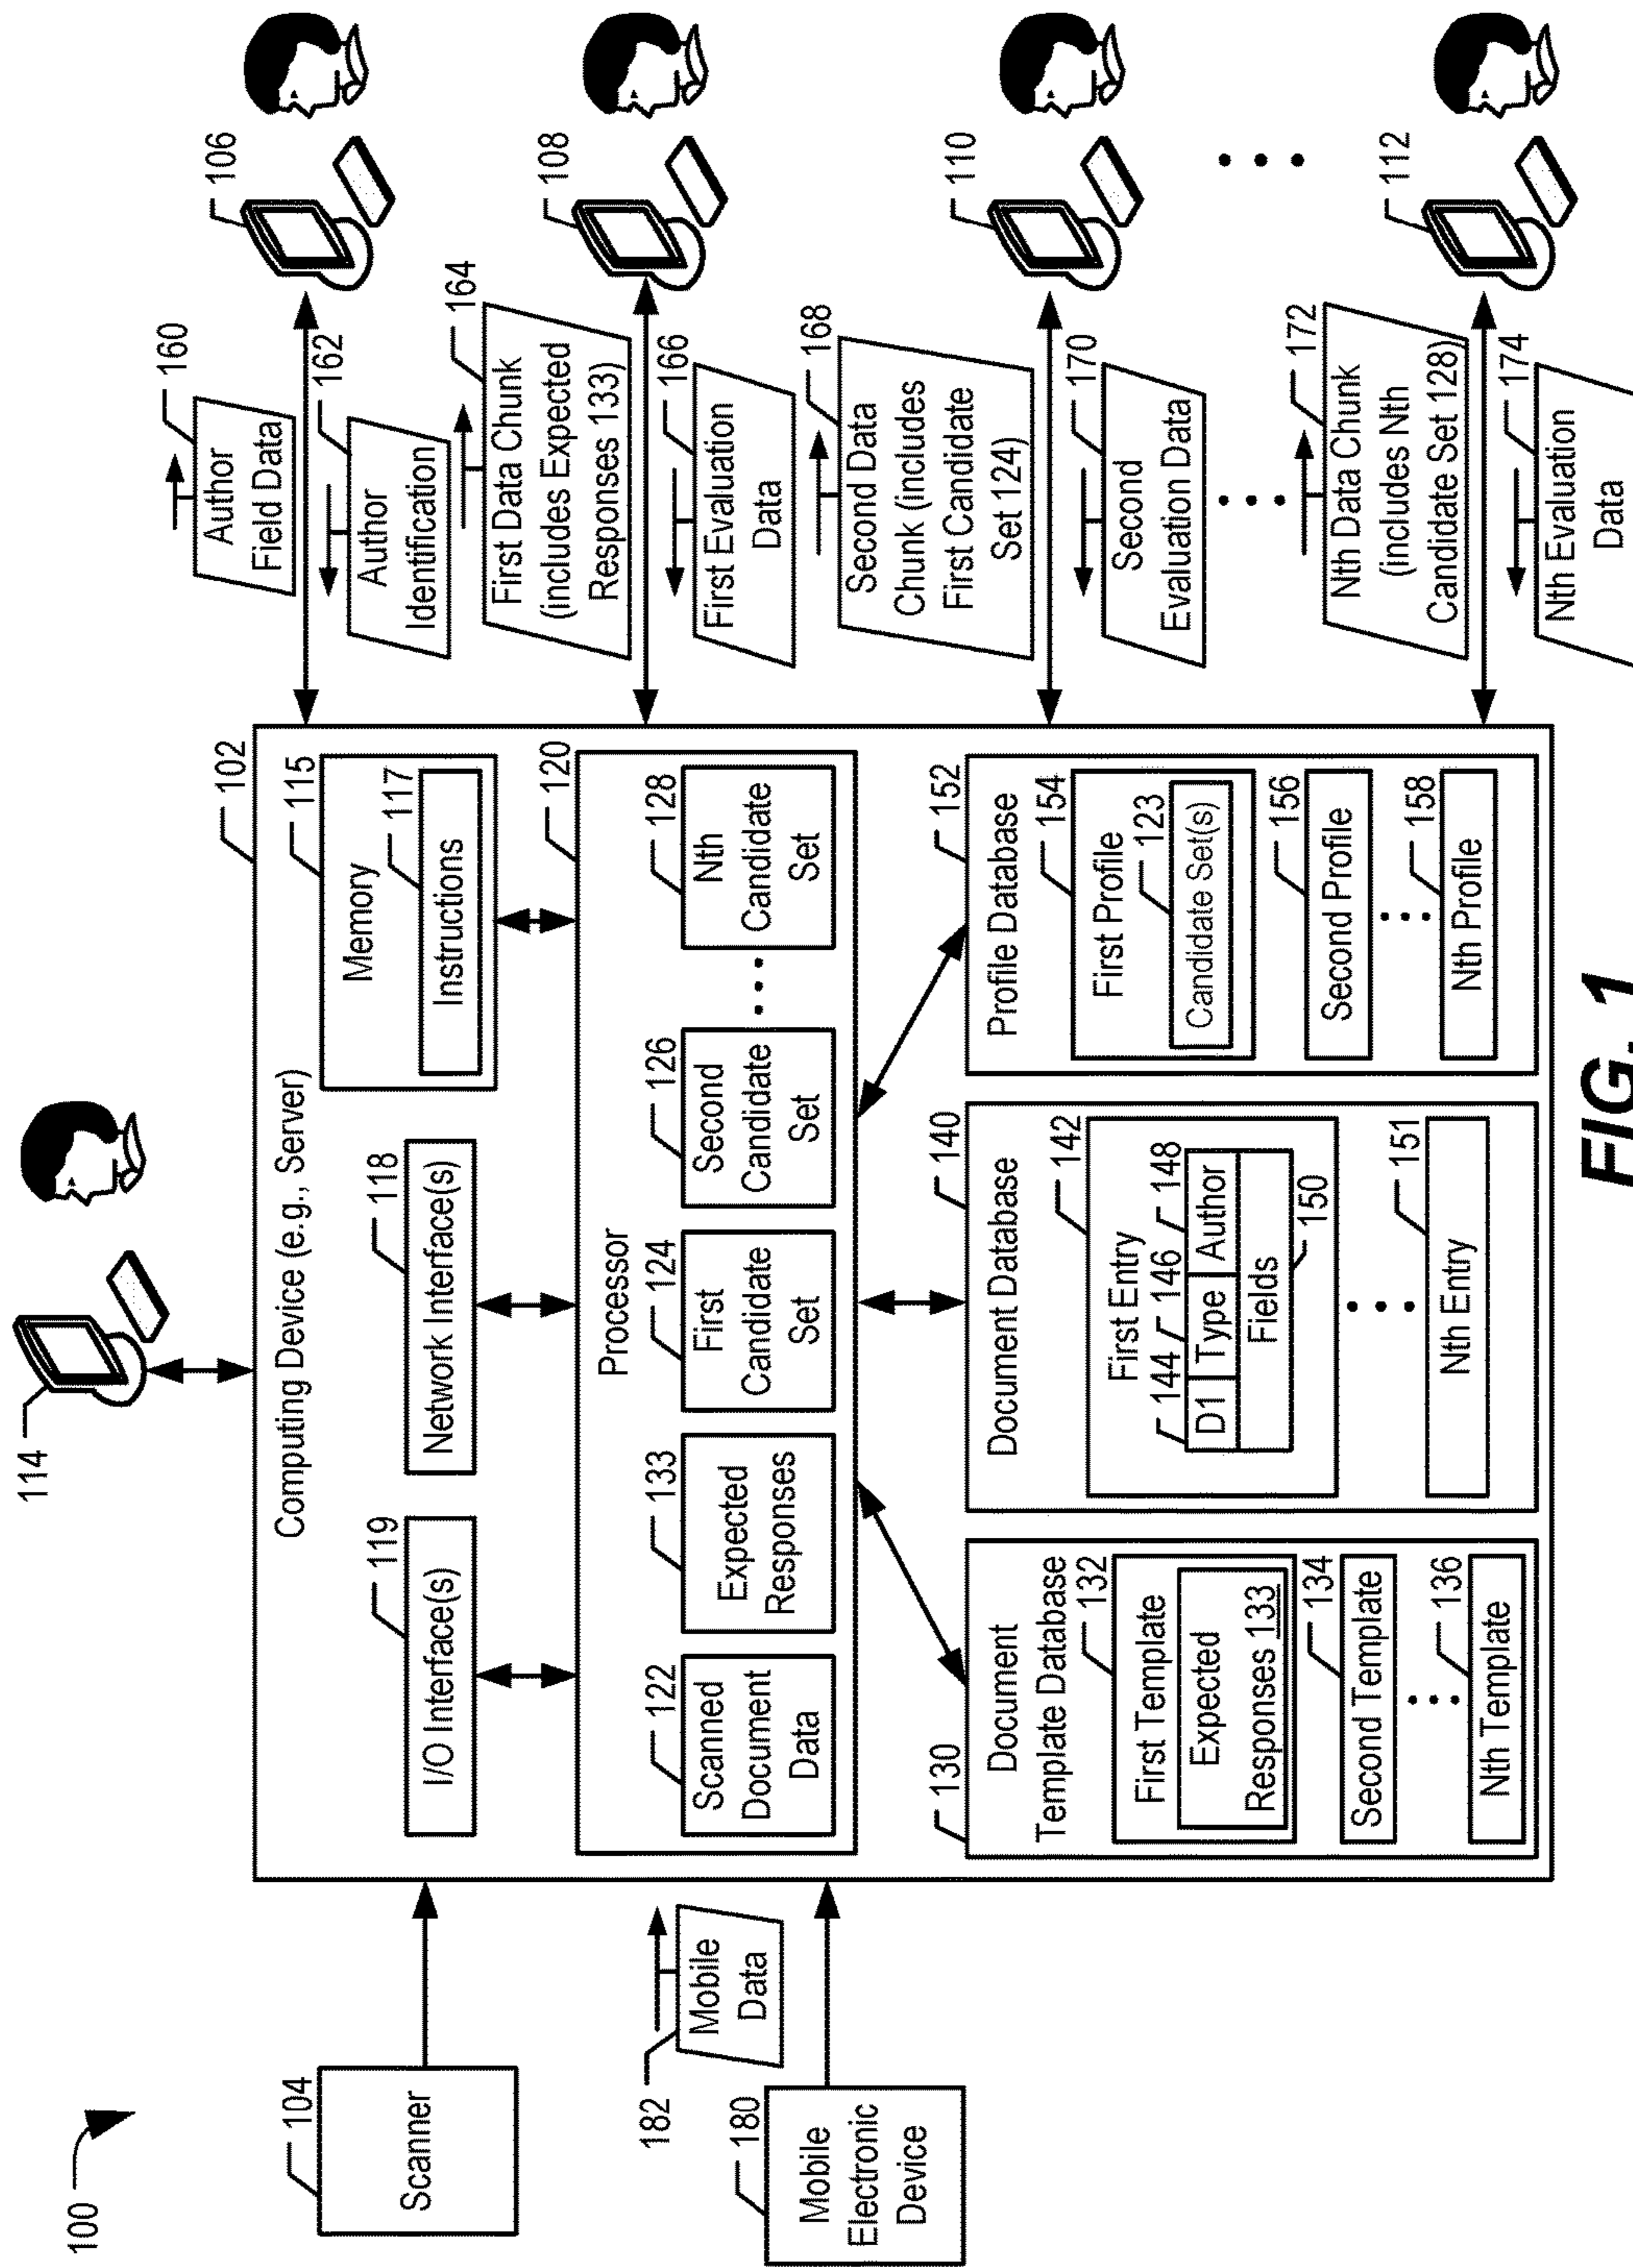 100
114
104
Scanner
182
Mobile
Data
180
Mobile
Electronic
Device
102
Computing Device (e.g., Server)
119
I/O Interface(s)
118
Network Interface(s)
115
Memory
117
Instructions
120
Processor
122
Scanned
Document
Data
133
Expected
Responses
124
First
Candidate
Set
126
Second
Candidate
Set
128
Nth
Candidate
Set
130
Document
Template Database
132
First Template
Expected
Responses 133
134
Second Template
136
Nth Template
140
Document Database
142
First Entry
144
146
148
D1
Type
Author
Fields
150
151
Nth Entry
152
Profile Database
154
First Profile
123
Candidate Set(s)
156
Second Profile
158
Nth Profile
106
160
Author
Field Data
162
Author
Identification
108
164
First Data Chunk
(includes Expected
Responses 133)
166
First Evaluation
Data
110
168
Second Data
Chunk (includes
First Candidate
Set 124)
170
Second
Evaluation Data
112
172
Nth Data Chunk
(includes Nth
Candidate Set 128)
174
Nth Evaluation
Data
FIG. 1